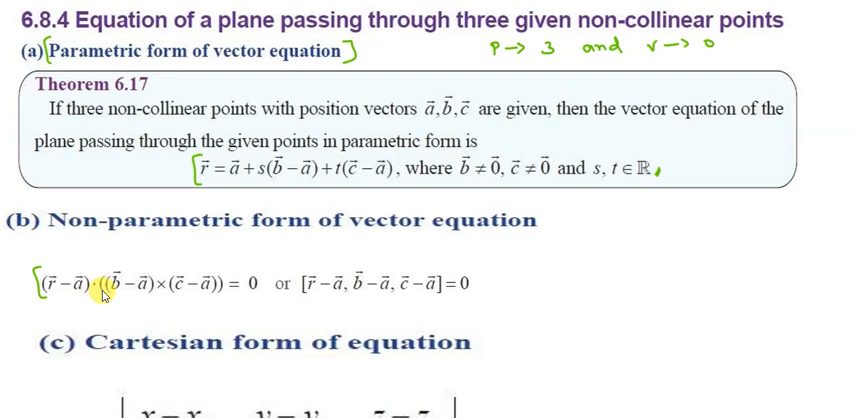 6.8.4 Equation of a plane passing through three given non-collinear points
(a) [Parametric form of vector equation] P → 3 and v → 0
Theorem 6.17
If three non-collinear points with position vectors a⃗, b⃗, c⃗ are given, then the vector equation of the
plane passing through the given points in parametric form is
r⃗ = a⃗ + s(b⃗ − a⃗) + t(c⃗ − a⃗), where b⃗ ≠ 0⃗, c⃗ ≠ 0⃗ and s, t ∈ ℝ.
(b) Non-parametric form of vector equation
(r⃗ − a⃗)·((b⃗ − a⃗)×(c⃗ − a⃗)) = 0 or [r⃗ − a⃗, b⃗ − a⃗, c⃗ − a⃗] = 0
(c) Cartesian form of equation